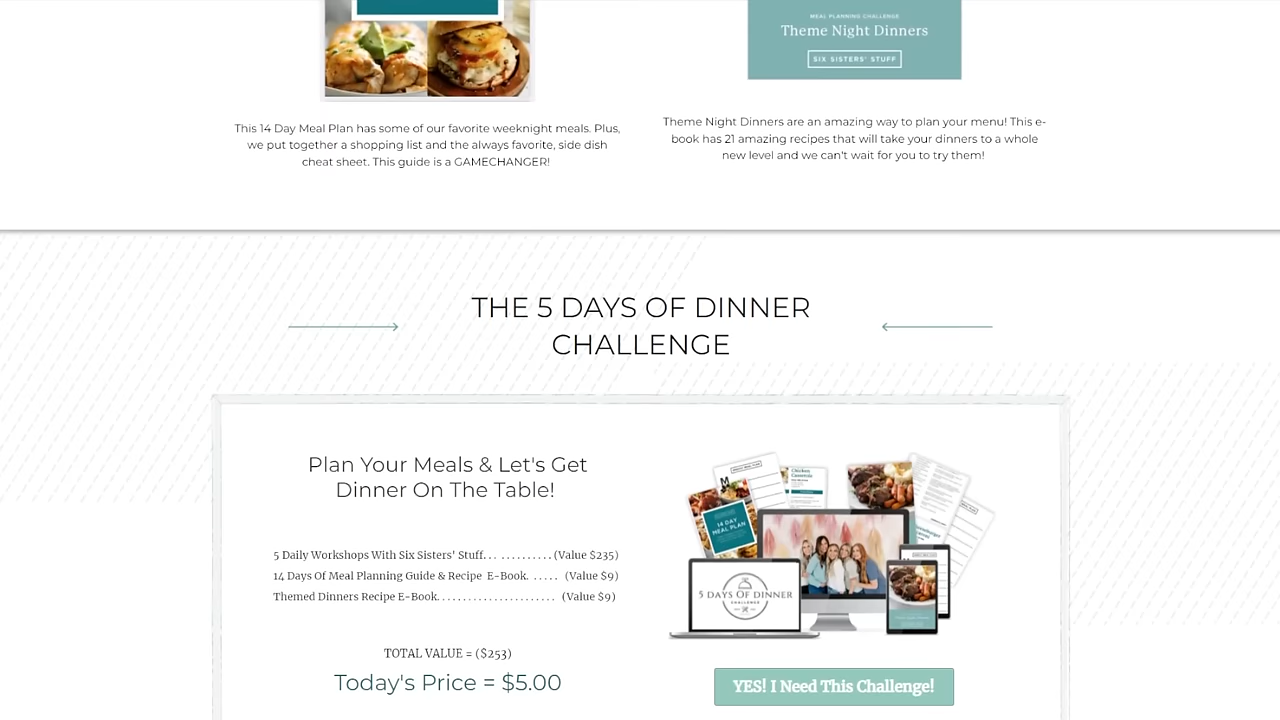 MEAL PLANNING CHALLENGE
Theme Night Dinners
SIX SISTERS' STUFF
This 14 Day Meal Plan has some of our favorite weeknight meals. Plus,
we put together a shopping list and the always favorite, side dish
cheat sheet. This guide is a GAMECHANGER!
Theme Night Dinners are an amazing way to plan your menu! This e-
book has 21 amazing recipes that will take your dinners to a whole
new level and we can't wait for you to try them!
THE 5 DAYS OF DINNER
CHALLENGE
Plan Your Meals & Let's Get
Dinner On The Table!
5 Daily Workshops With Six Sisters' Stuff. . . . . . . . . . . . . (Value $235)
14 Days Of Meal Planning Guide & Recipe E-Book. . . . . . (Value $9)
Themed Dinners Recipe E-Book. . . . . . . . . . . . . . . . . . . . . . (Value $9)
TOTAL VALUE = ($253)
Today's Price = $5.00
Chicken
14 DAY
MEAL PLAN
5 DAYS OF DINNER
CHALLENGE
YES! I Need This Challenge!